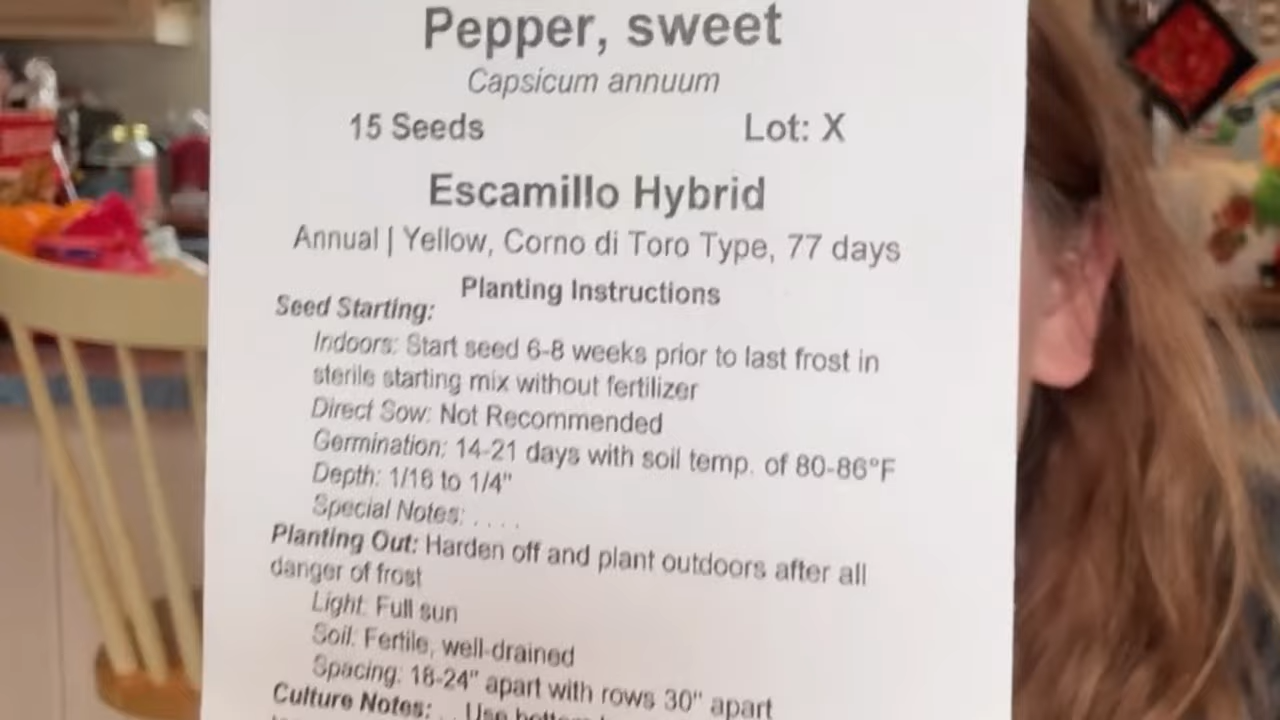 Pepper, sweet
Capsicum annuum
15 Seeds Lot: X
Escamillo Hybrid
Annual | Yellow, Corno di Toro Type, 77 days
Planting Instructions
Seed Starting:
Indoors: Start seed 6-8 weeks prior to last frost in
sterile starting mix without fertilizer
Direct Sow: Not Recommended
Germination: 14-21 days with soil temp. of 80-86°F
Depth: 1/16 to 1/4"
Special Notes: . . . .
Planting Out: Harden off and plant outdoors after all
danger of frost
Light: Full sun
Soil: Fertile, well-drained
Spacing: 18-24" apart with rows 30" apart
Culture Notes: . . Use bottom